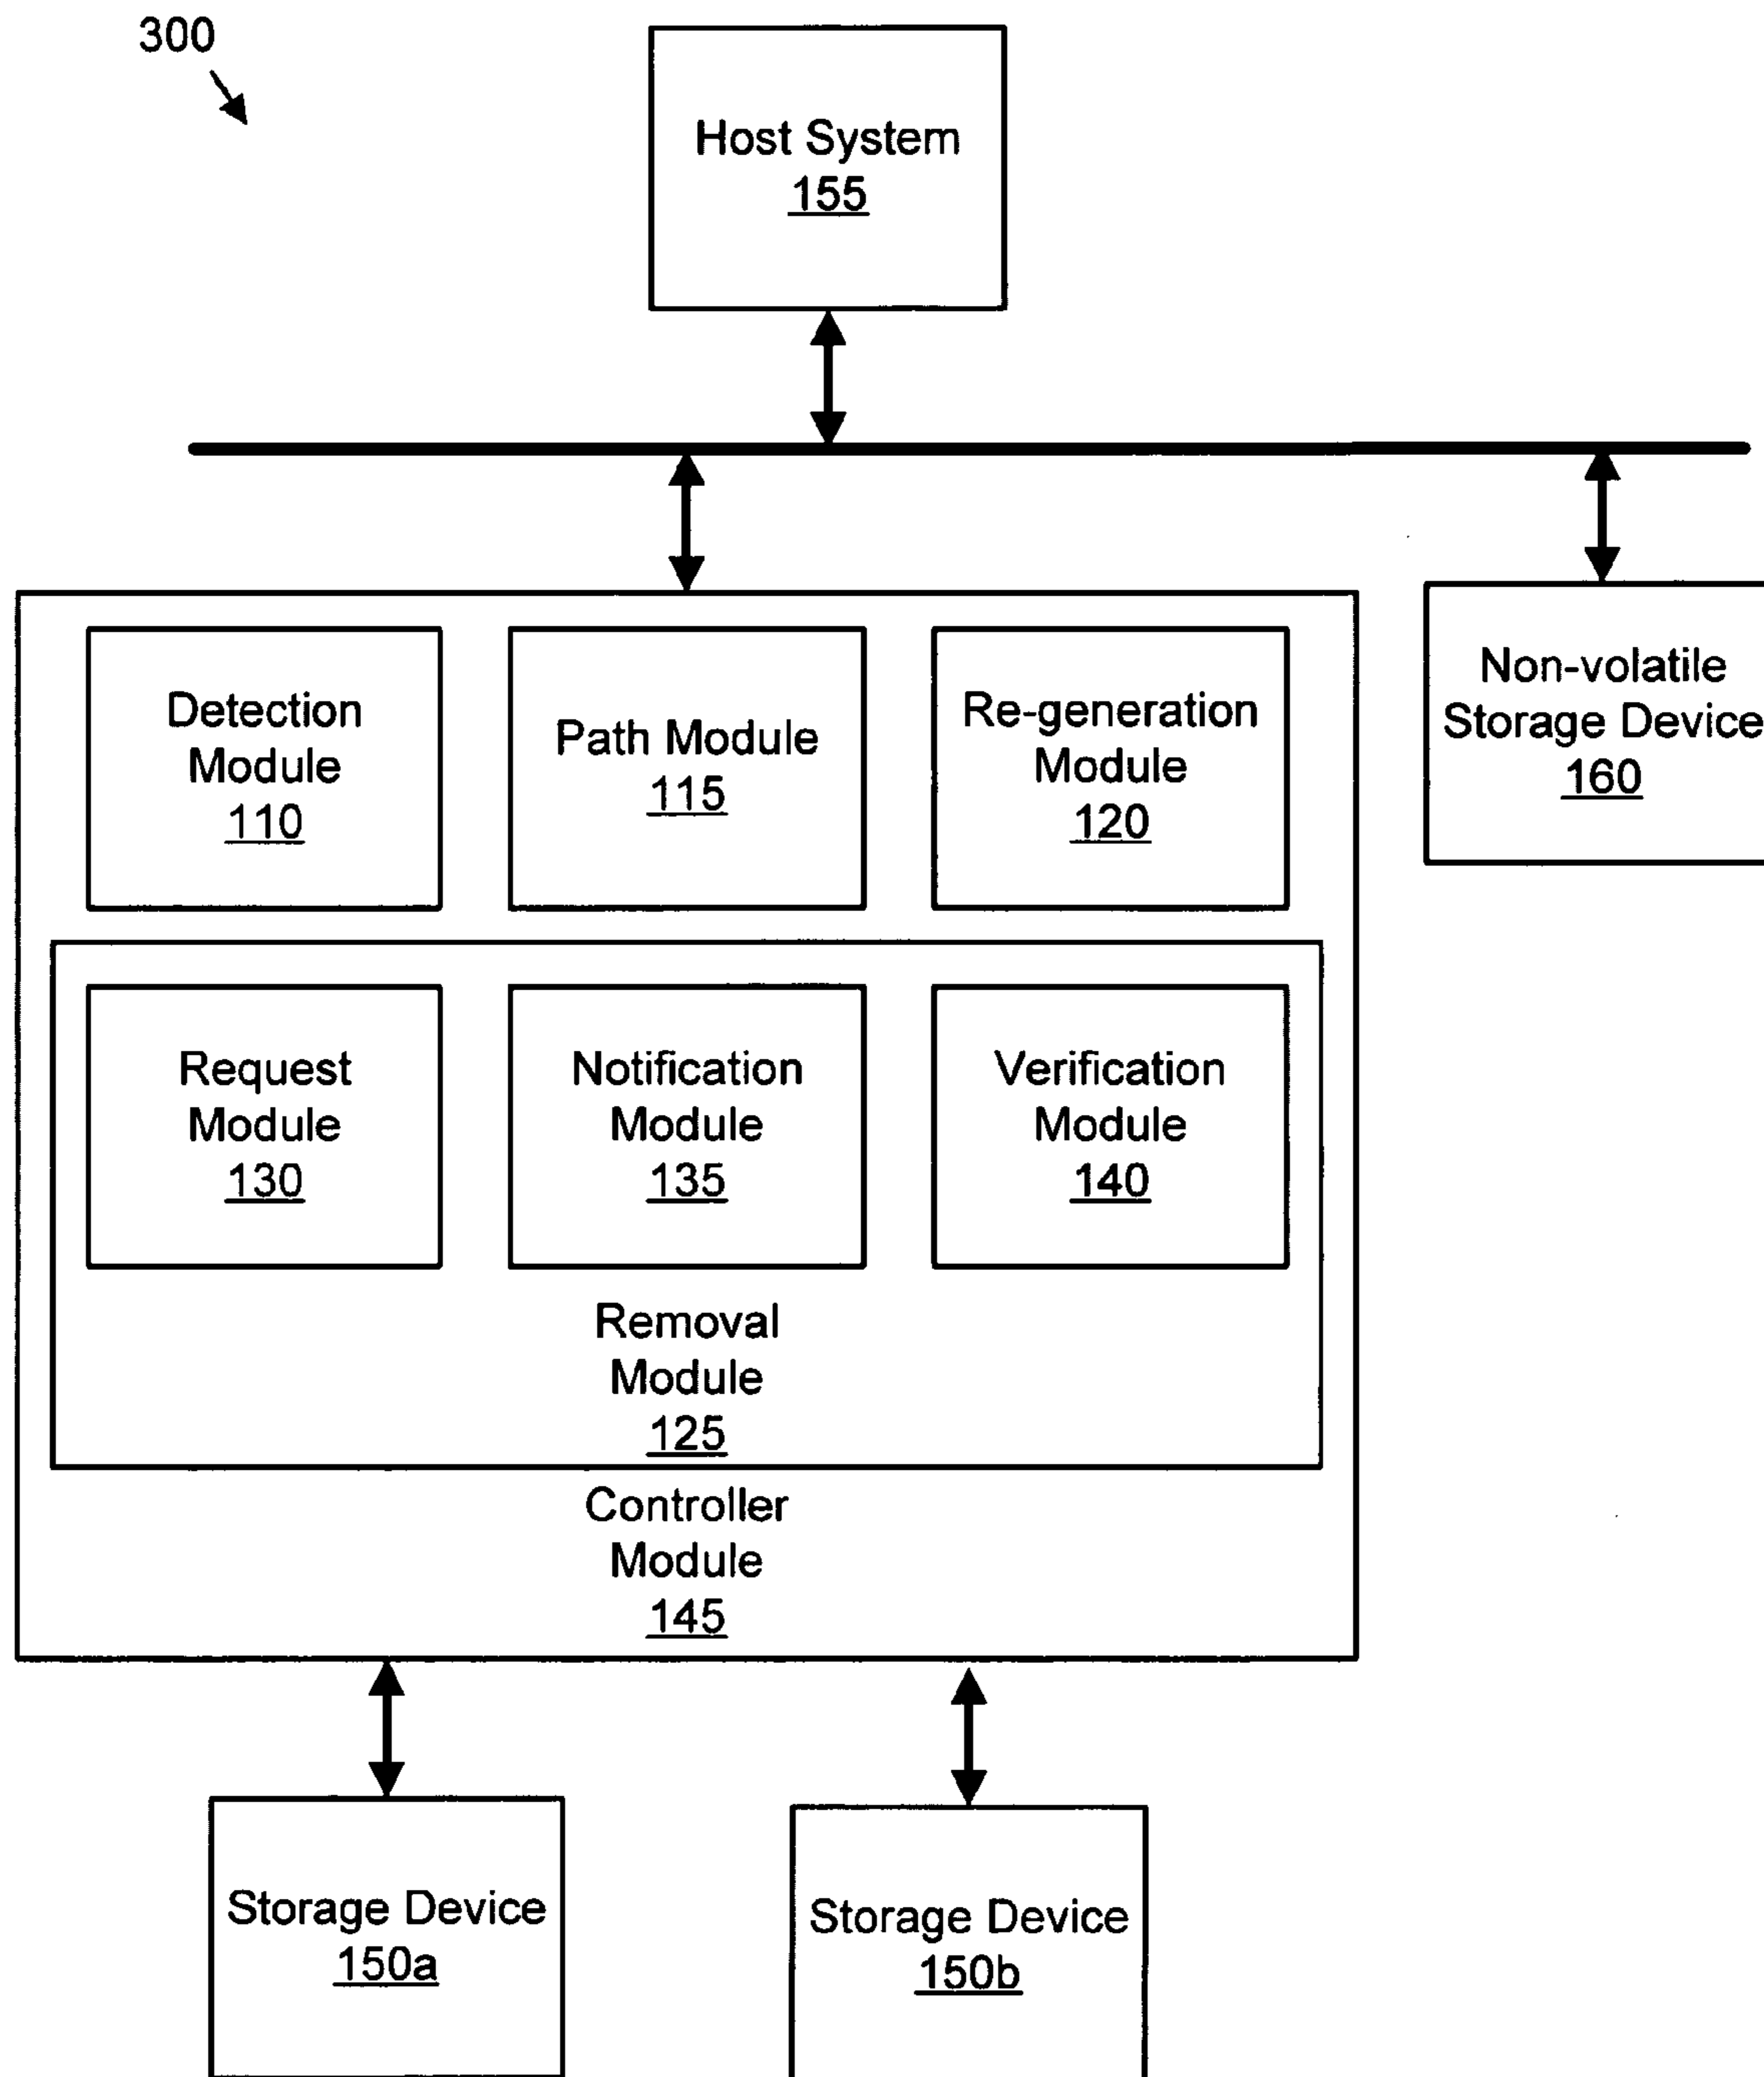 300
Host System
155
Detection
Module
110
Path Module
115
Re-generation
Module
120
Non-volatile
Storage Device
160
Request
Module
130
Notification
Module
135
Verification
Module
140
Removal
Module
125
Controller
Module
145
Storage Device
150a
Storage Device
150b